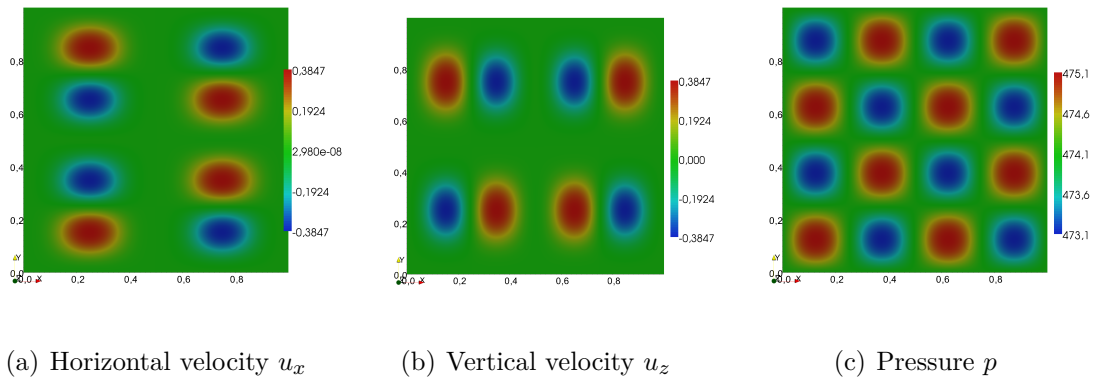 0,8
0,6
0,4
0,2
0,0
0,0 X 0,2 0,4 0,6 0,8
Y
0,3847
0,1924
2,980e-08
-0,1924
-0,3847
0,8
0,6
0,4
0,2
0,0
0,0 X 0,2 0,4 0,6 0,8
Y
0,3847
0,1924
0,000
-0,1924
-0,3847
0,8
0,6
0,4
0,2
0,0
0,0 X 0,2 0,4 0,6 0,8
Y
475,1
474,6
474,1
473,6
473,1
(a) Horizontal velocity uₓ
(b) Vertical velocity u_z
(c) Pressure p